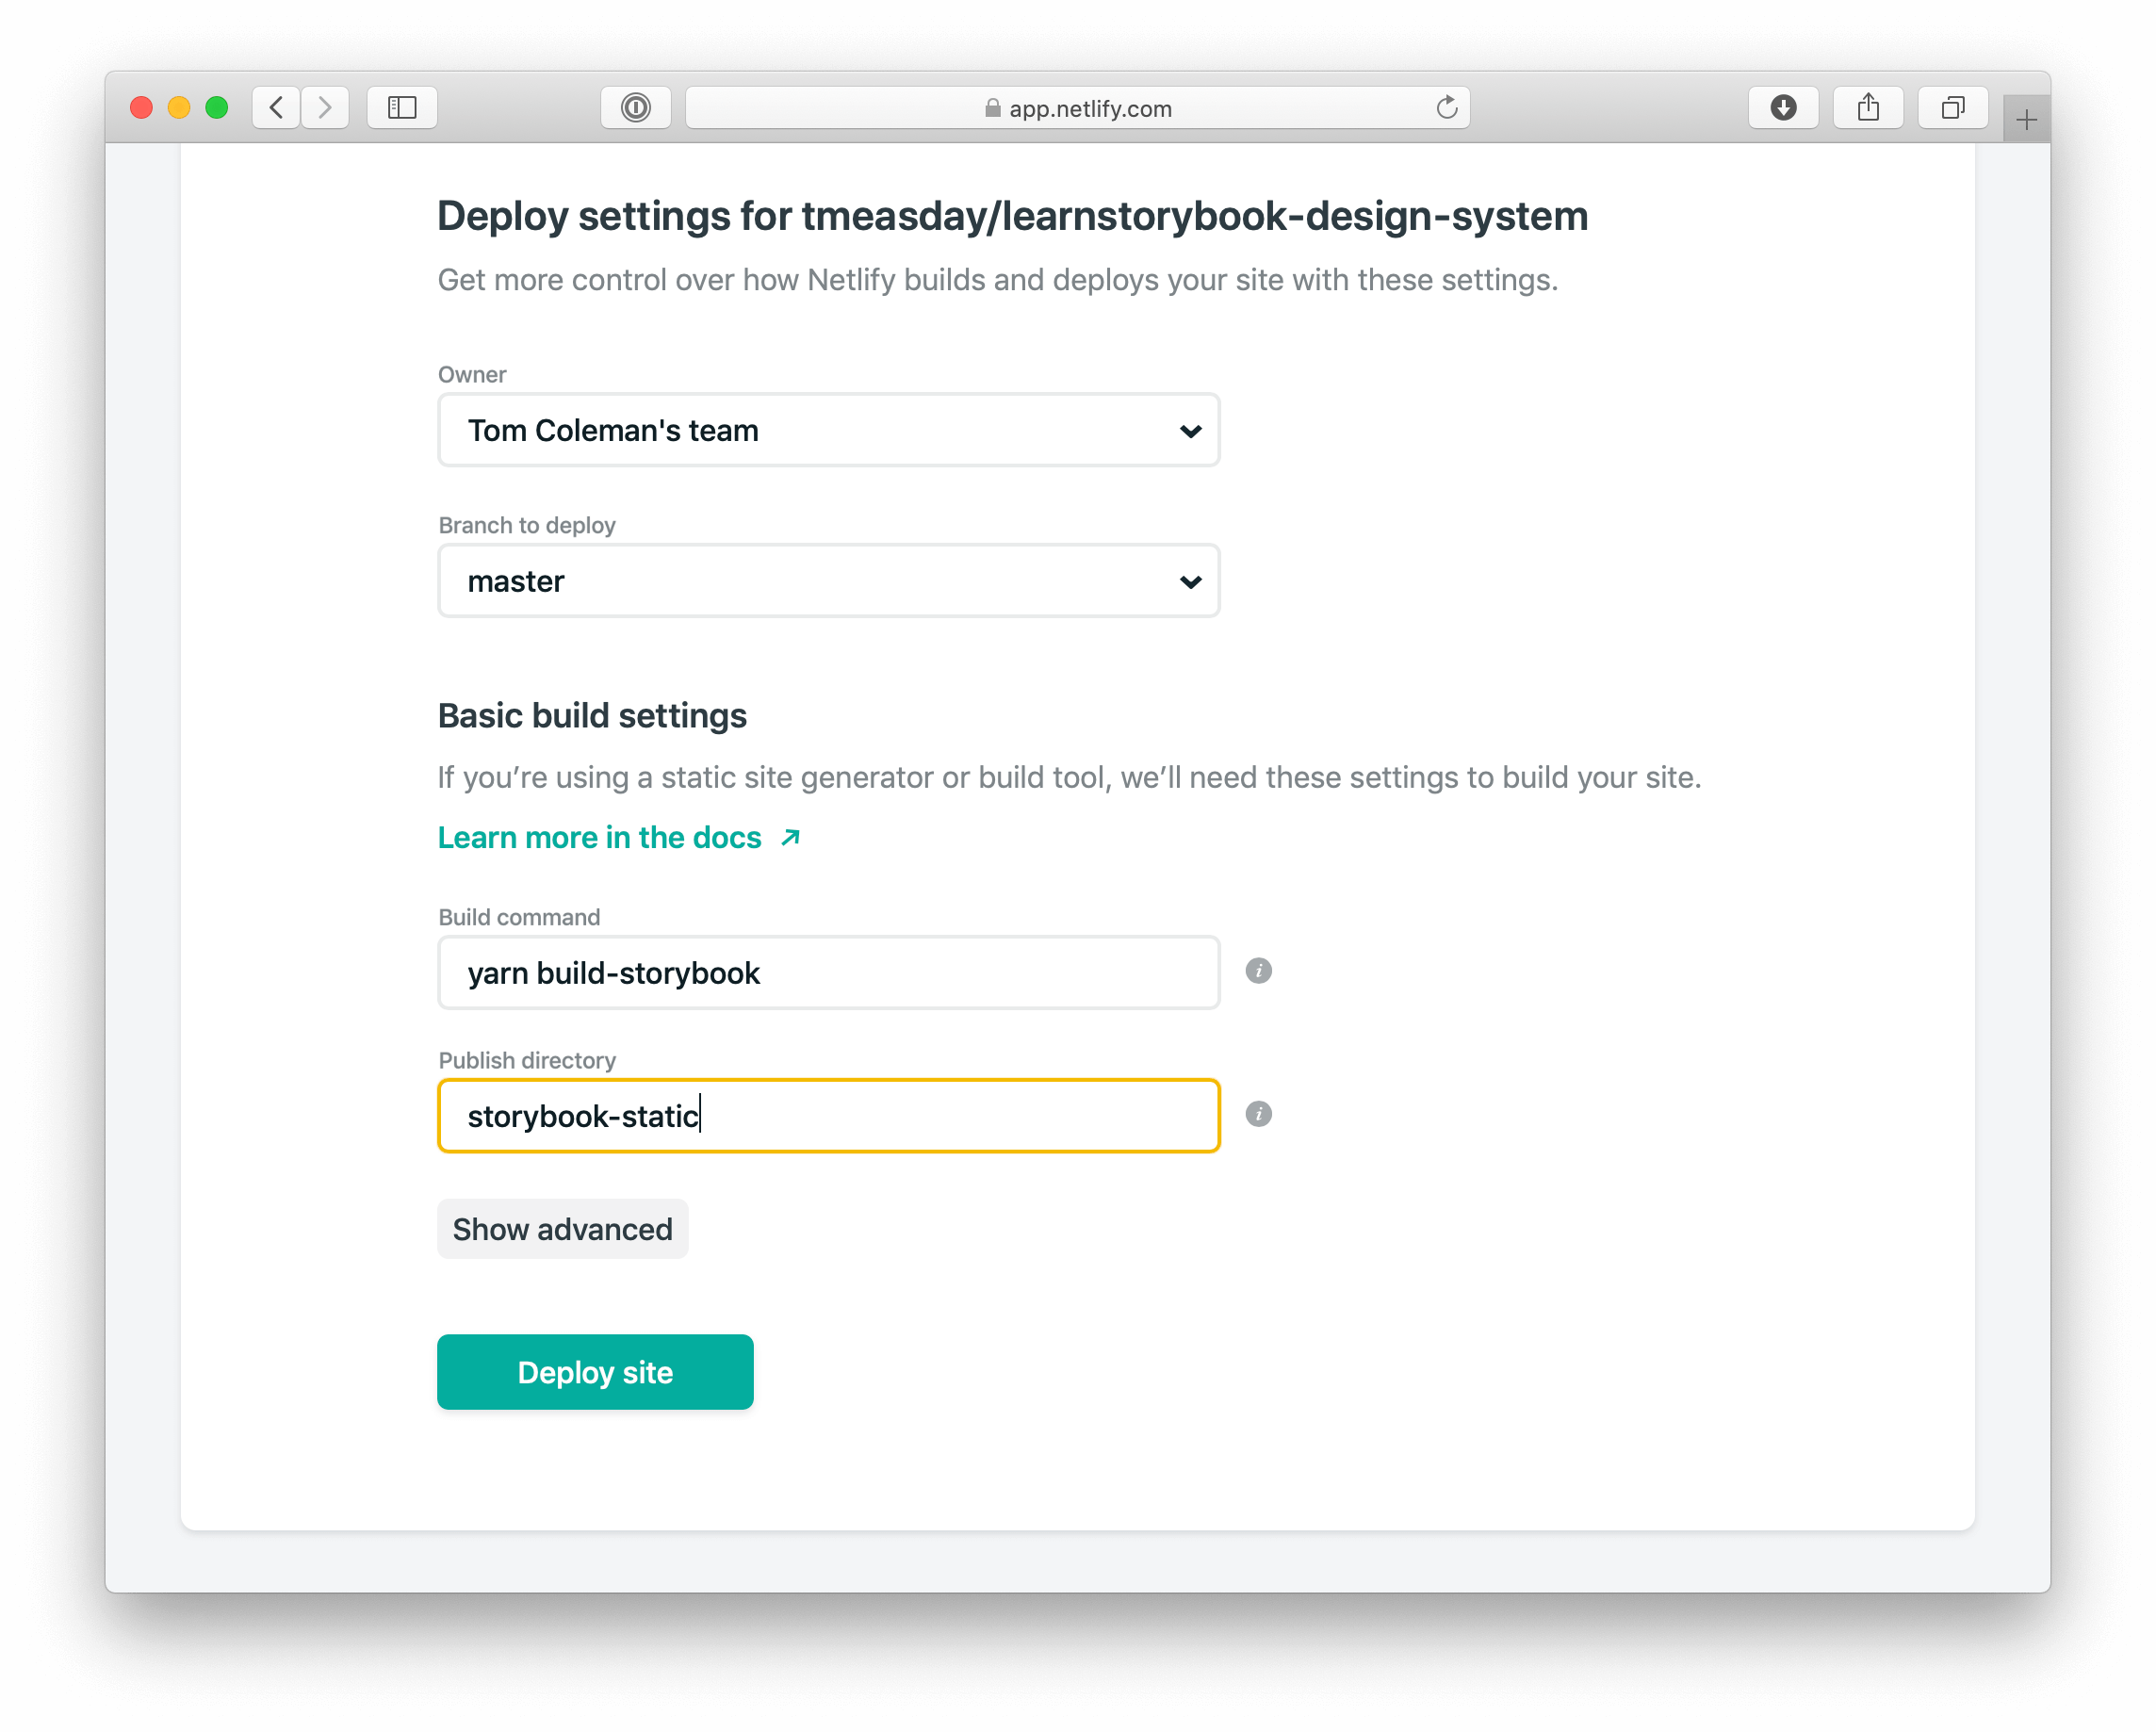 app.netlify.com
Deploy settings for tmeasday/learnstorybook-design-system
Get more control over how Netlify builds and deploys your site with these settings.
Owner
Tom Coleman's team
Branch to deploy
master
Basic build settings
If you’re using a static site generator or build tool, we’ll need these settings to build your site.
Learn more in the docs
Build command
yarn build-storybook
Publish directory
storybook-static
Show advanced
Deploy site